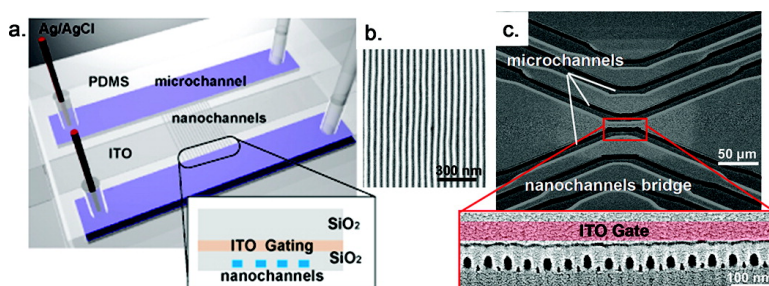 a.
Ag/AgCl
PDMS
microchannel
nanochannels
ITO
SiO₂
ITO Gating
SiO₂
nanochannels
b.
300 nm
c.
microchannels
50 µm
nanochannels bridge
ITO Gate
100 nm